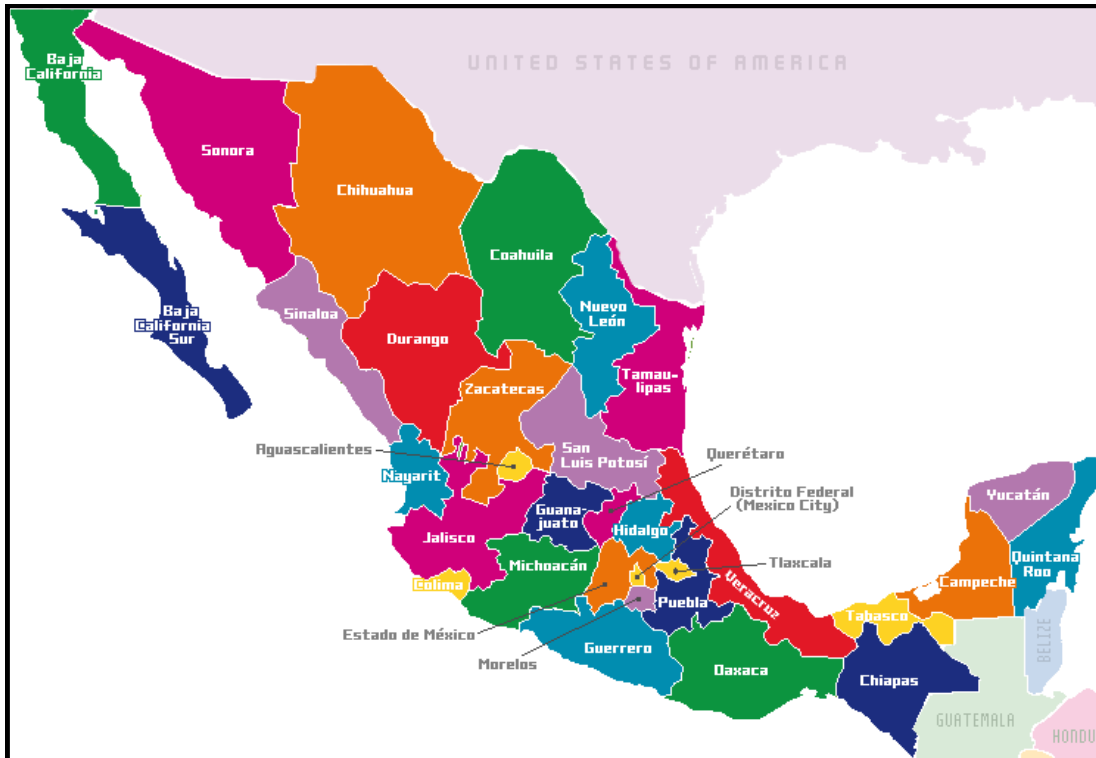 UNITED STATES OF AMERICA
Baja
California
Sonora
Chihuahua
Coahuila
Baja
California
Sur
Sinaloa
Nuevo
León
Durango
Tamau-
lipas
Zacatecas
Aguascalientes
San
Luis Potosí
Querétaro
Nayarit
Distrito Federal
(Mexico City)
Yucatán
Guana-
juato
Hidalgo
Jalisco
Michoacán
Tlaxcala
Quintana
Roo
Campeche
Colima
Puebla
Veracruz
Tabasco
Estado de México
Guerrero
Morelos
Oaxaca
Chiapas
BELIZE
GUATEMALA
HONDU